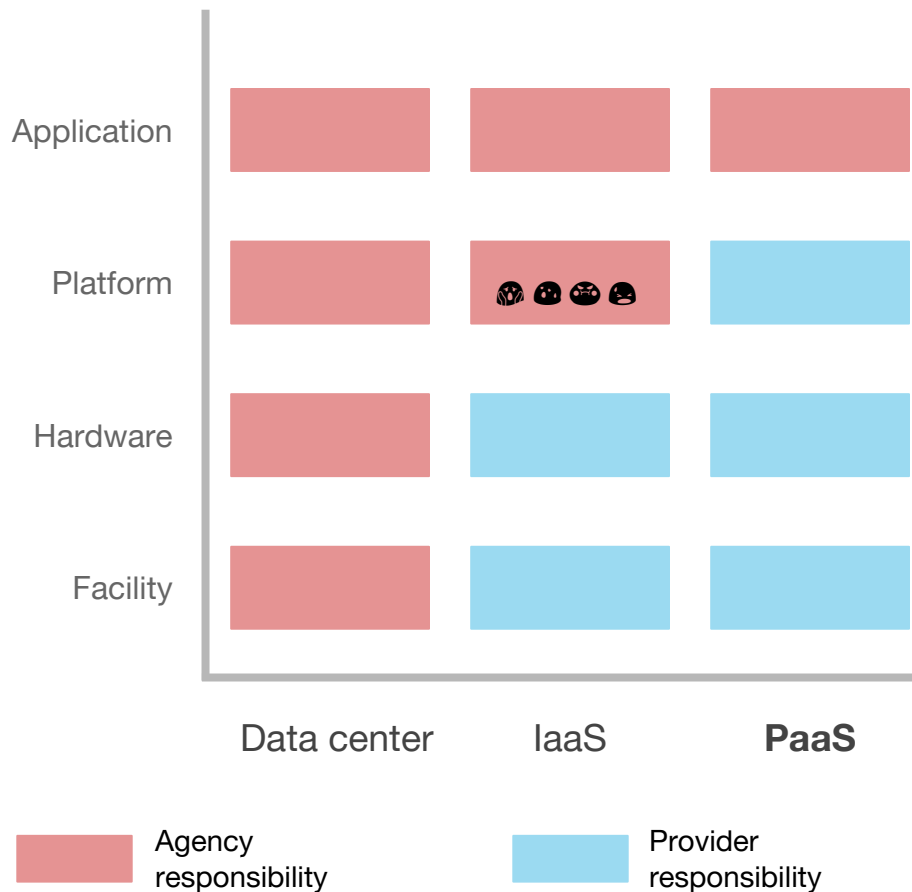 Application
Platform
Hardware
Facility
Data center
IaaS
PaaS
Agency
responsibility
Provider
responsibility